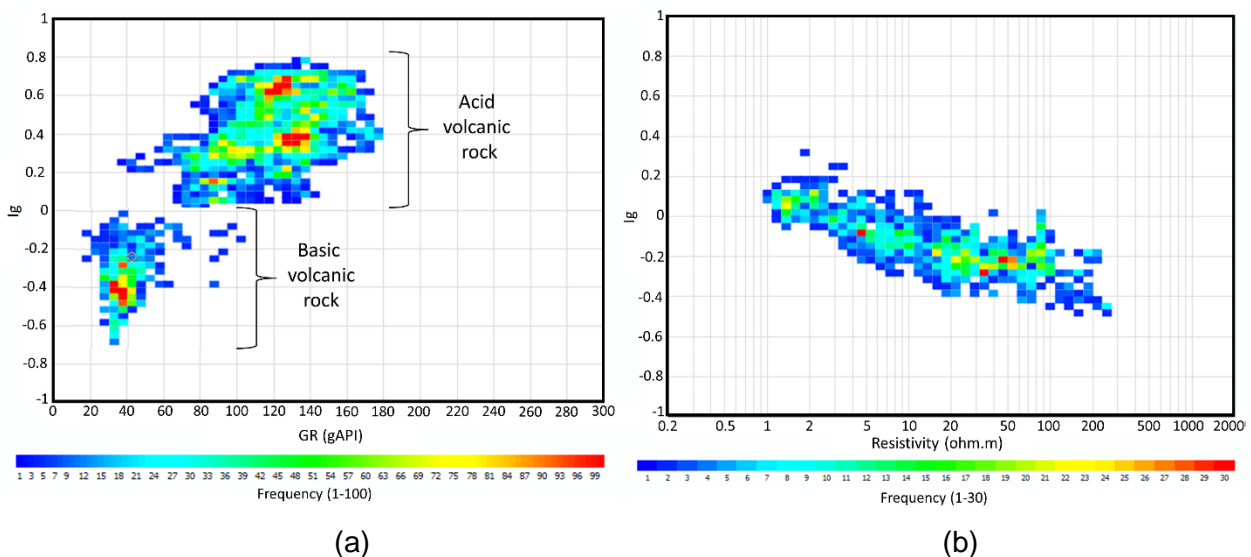 1
0.8
0.6
0.4
0.2
0
-0.2
-0.4
-0.6
-0.8
-1
Ig
Acid
volcanic
rock
Basic
volcanic
rock
0 20 40 60 80 100 120 140 160 180 200 220 240 260 280 300
GR (gAPI)
1 3 5 7 9 13 16 20 24 27 30 33 36 39 42 45 48 51 54 57 60 63 66 69 72 75 78 81 84 87 90 93 96 99
Frequency (1-100)
(a)
1
0.8
0.6
0.4
0.2
0
-0.2
-0.4
-0.6
-0.8
-1
Ig
0.2 0.5 1 2 5 10 20 50 100 200 500 1000 2000
Resistivity (ohm.m)
1 2 3 4 5 6 7 8 9 10 11 12 13 14 15 16 17 18 19 20 21 22 23 24 25 26 27 28 29 30
Frequency (1-30)
(b)